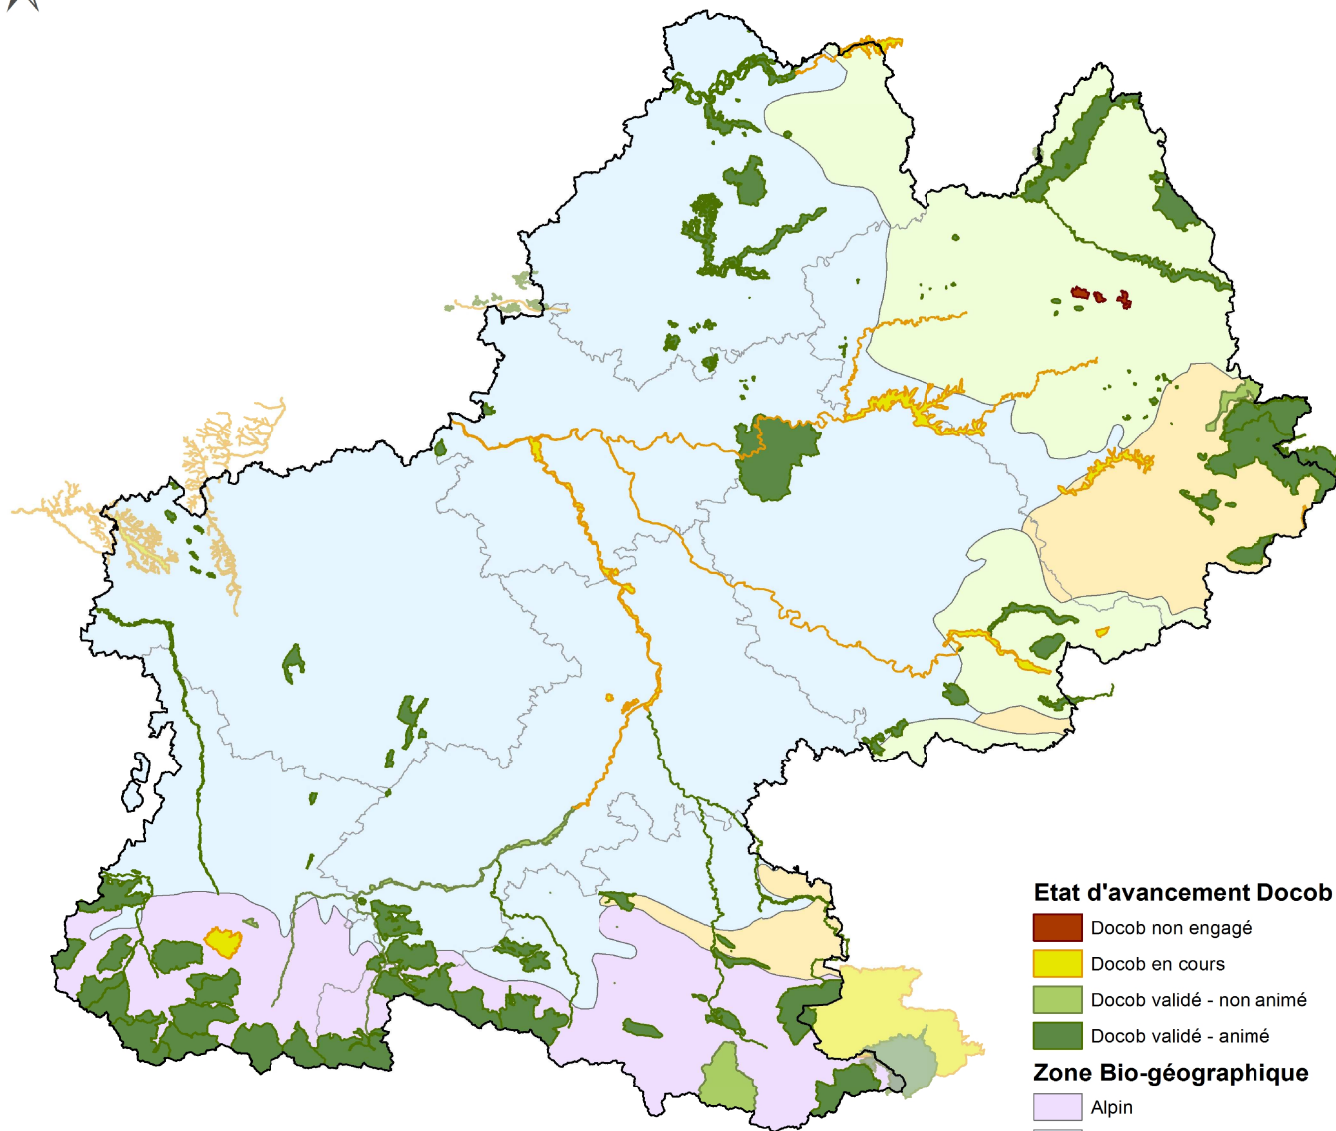 Etat d'avancement Docob
Docob non engagé
Docob en cours
Docob validé - non animé
Docob validé - animé
Zone Bio-géographique
Alpin